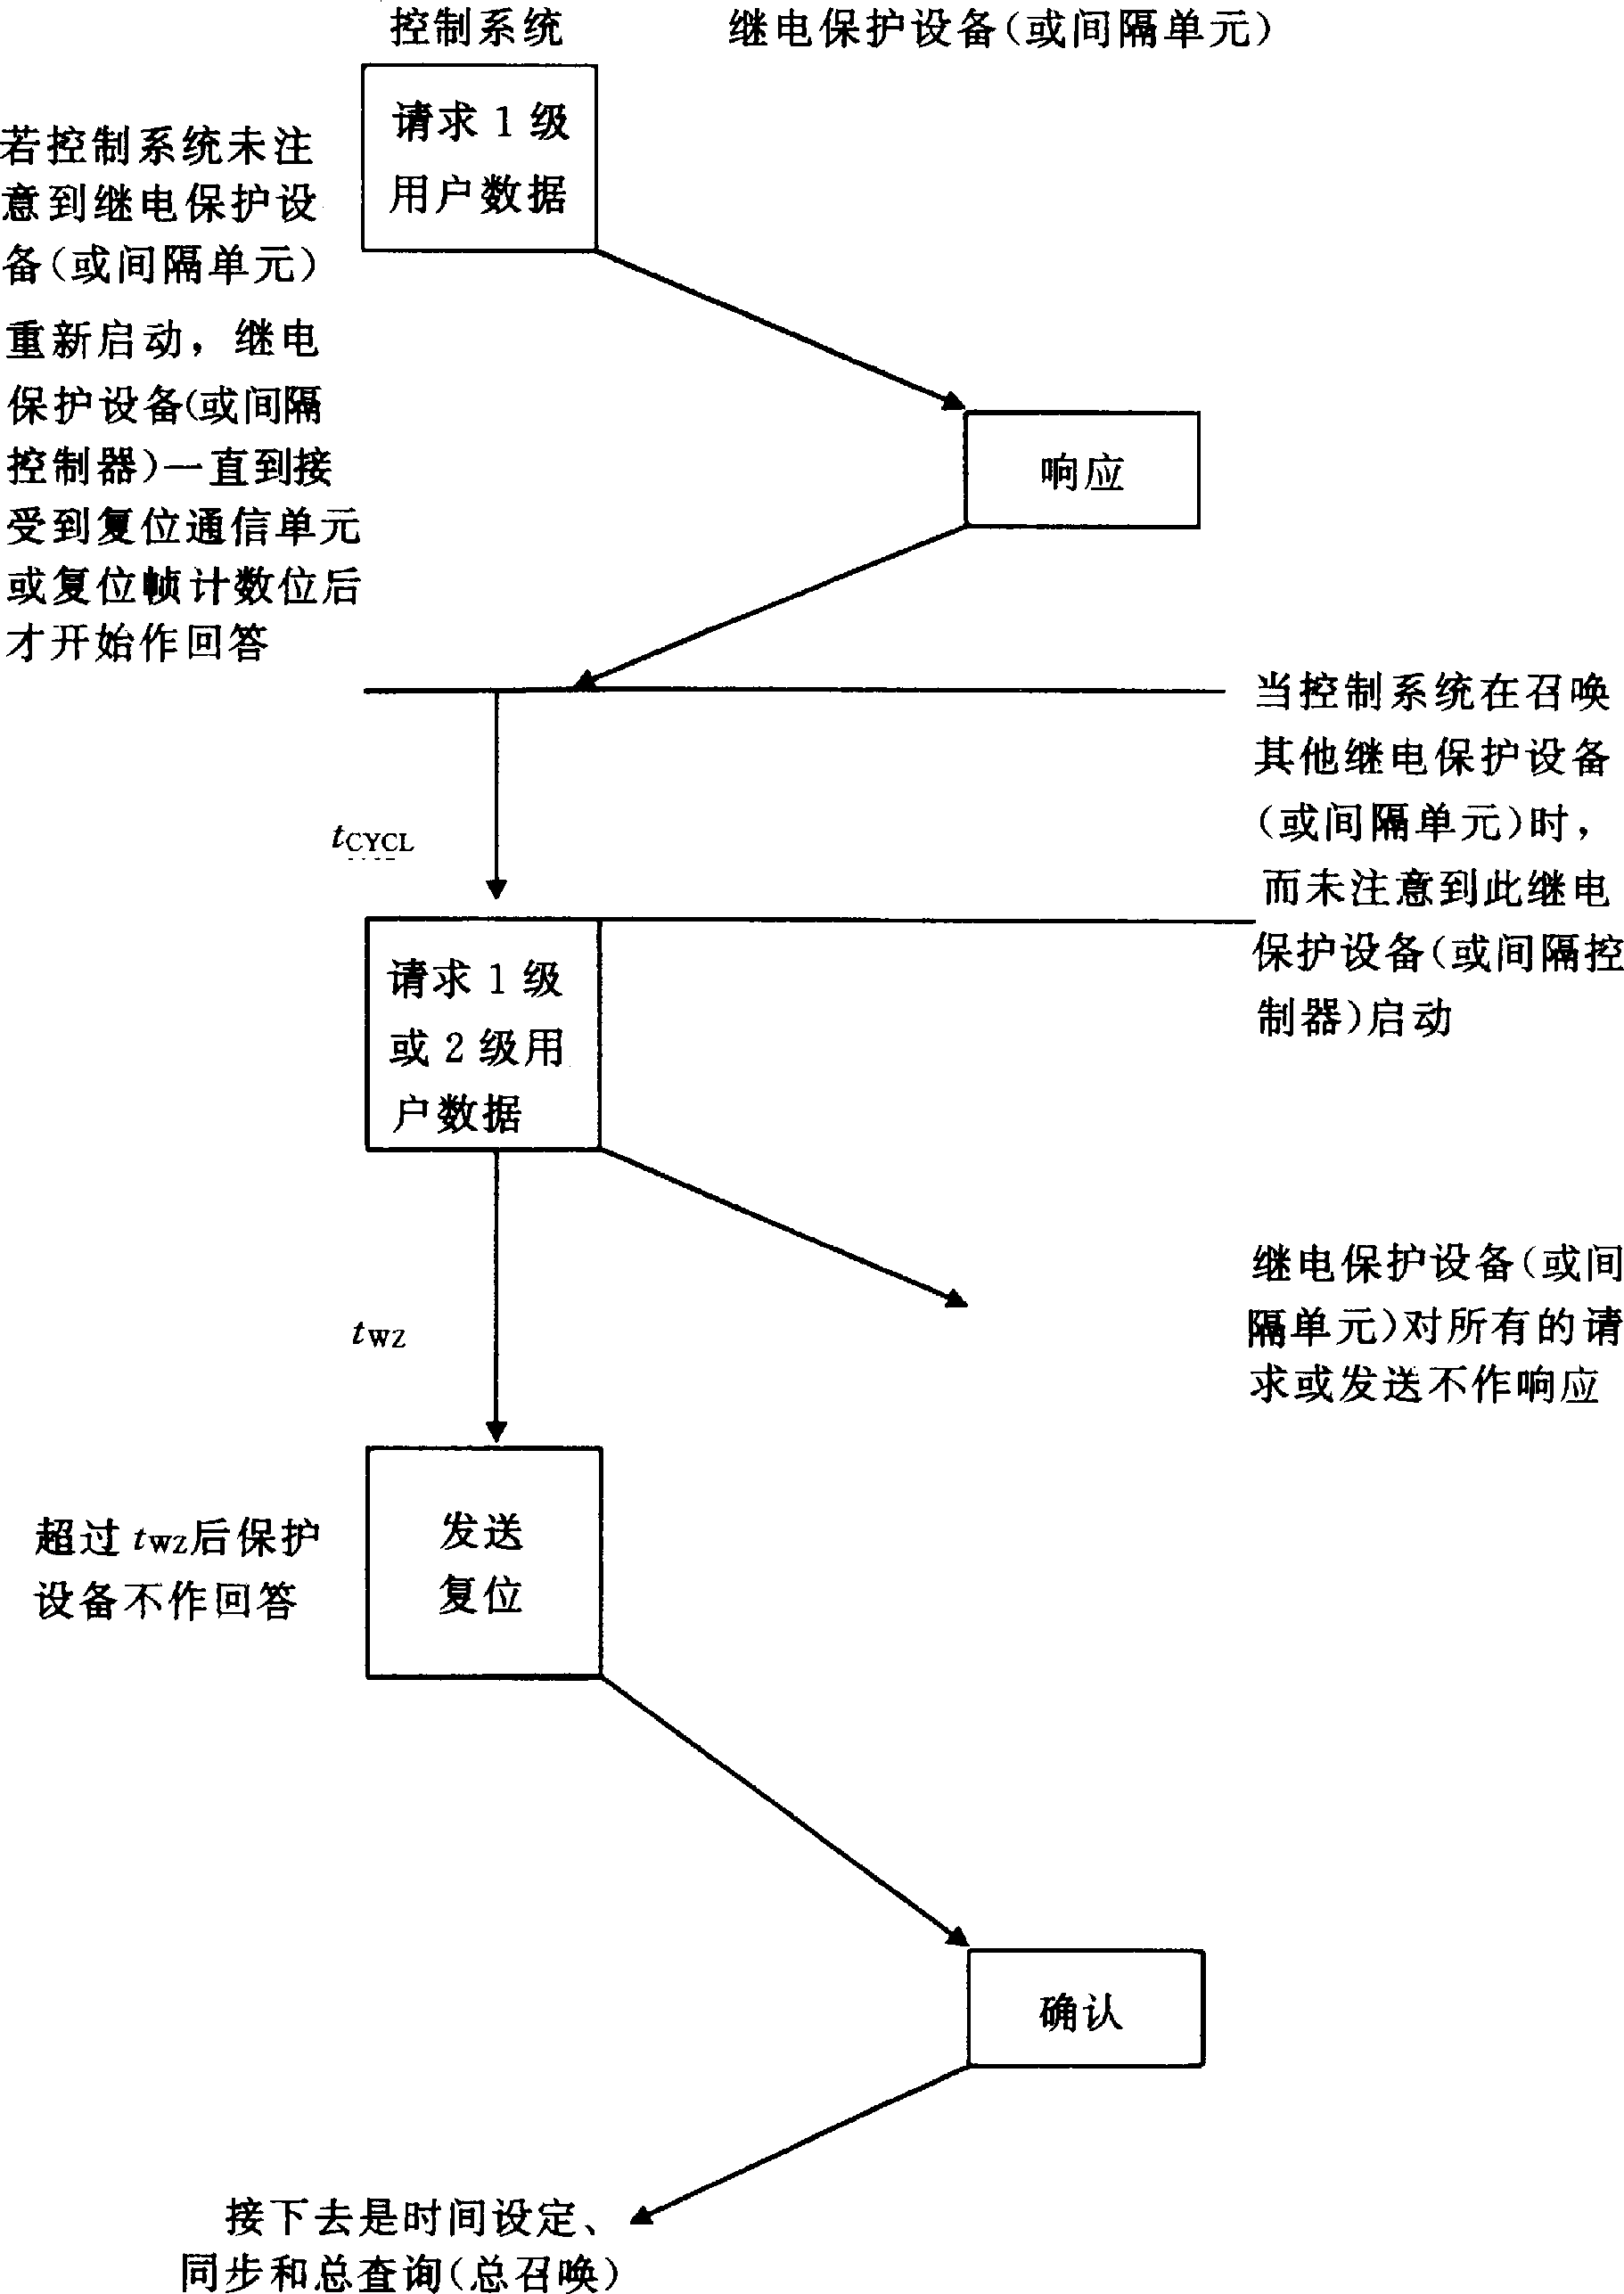 控制系统
继电保护设备(或间隔单元)
请求 1 级
用户数据
若控制系统未注
意到继电保护设
备(或间隔单元)
重新启动，继电
保护设备(或间隔
控制器)一直到接
受到复位通信单元
或复位帧计数位后
才开始作回答
响应
当控制系统在召唤
其他继电保护设备
(或间隔单元)时，
而未注意到此继电
保护设备(或间隔控
制器)启动
tCYCL
请求 1 级
或 2 级用
户数据
继电保护设备(或间
隔单元)对所有的请
求或发送不作响应
tWZ
发送
复位
超过 tWZ后保护
设备不作回答
确认
接下去是时间设定、
同步和总查询(总召唤)